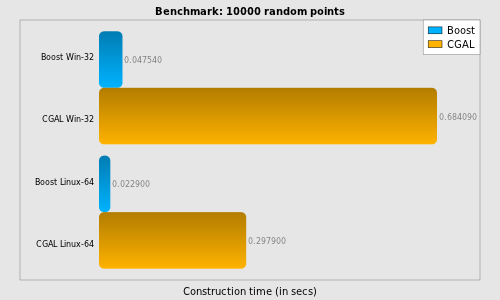 Benchmark: 10000 random points
Boost
CGAL
Boost Win-32
0.047540
CGAL Win-32
0.684090
Boost Linux-64
0.022900
CGAL Linux-64
0.297900
Construction time (in secs)